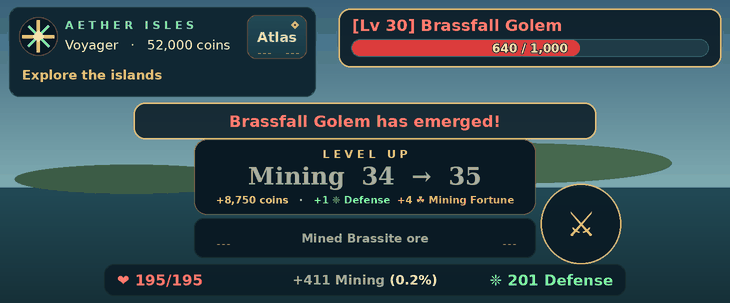 AETHER ISLES
Voyager · 52,000 coins
Atlas
Explore the islands
[Lv 30] Brassfall Golem
640 / 1,000
Brassfall Golem has emerged!
LEVEL UP
Mining 34 → 35
+8,750 coins · +1 ❈ Defense +4 ☘ Mining Fortune
Mined Brassite ore
❤ 195/195
+411 Mining (0.2%)
❈ 201 Defense